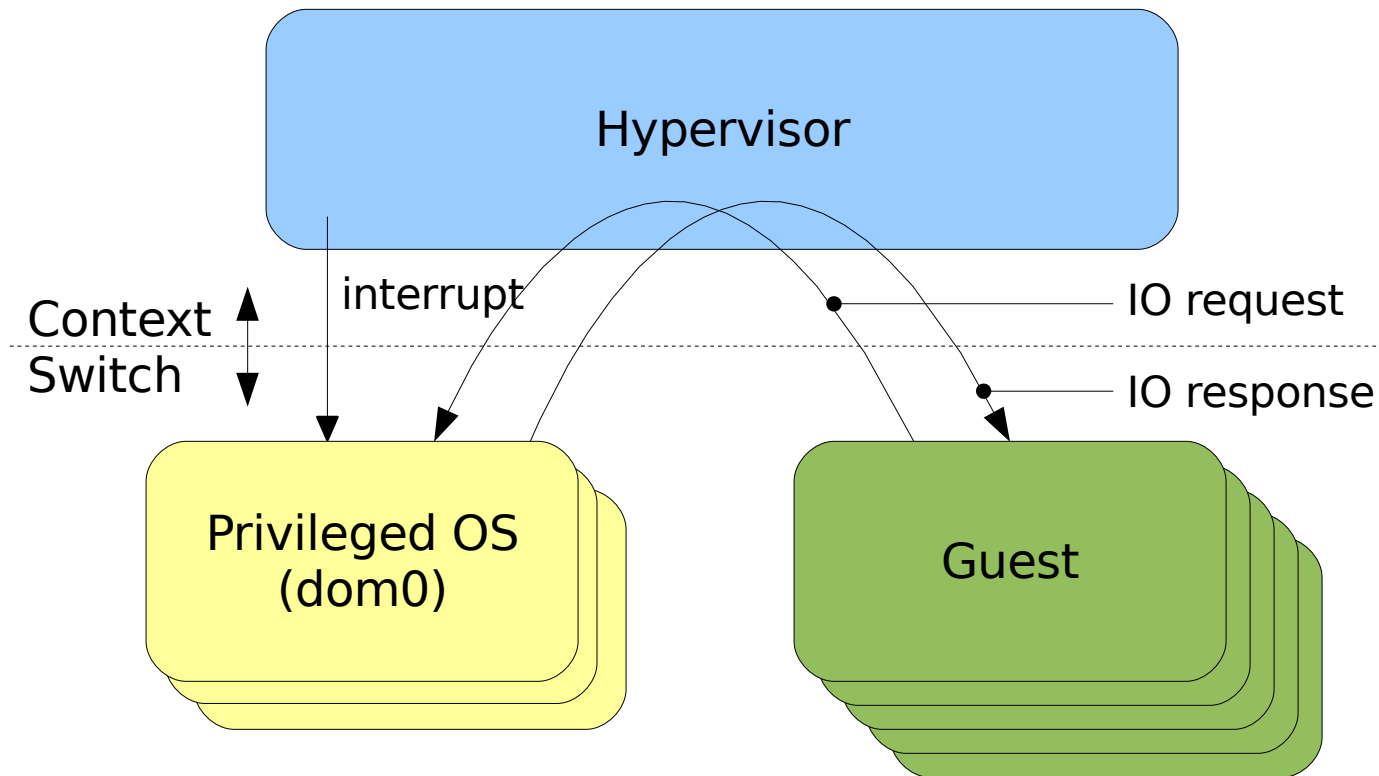 Hypervisor
interrupt
IO request
Context
Switch
IO response
Privileged OS
(dom0)
Guest